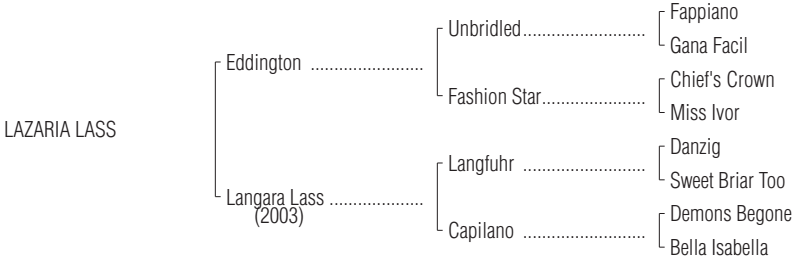 Fappiano
Unbridled..........................
Gana Facil
Eddington ........................
Chief's Crown
Fashion Star......................
Miss Ivor
LAZARIA LASS
Danzig
Langfuhr ..........................
Sweet Briar Too
Langara Lass ....................
(2003)
Demons Begone
Capilano ..........................
Bella Isabella